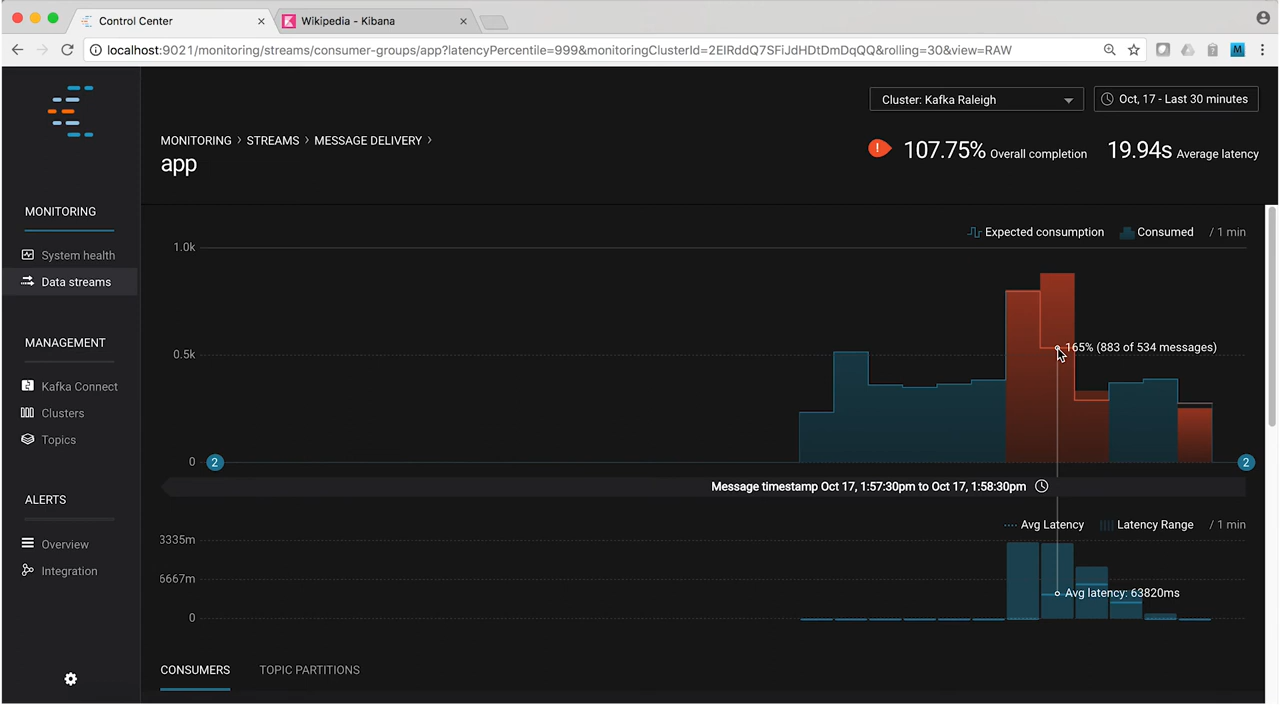 Control Center
Wikipedia - Kibana
localhost:9021/monitoring/streams/consumer-groups/app?latencyPercentile=999&monitoringClusterId=2ElRddQ7SFiJdHDtDmDqQQ&rolling=30&view=RAW
M
Cluster: Kafka Raleigh
Oct, 17 - Last 30 minutes
MONITORING › STREAMS › MESSAGE DELIVERY ›
app
! 107.75% Overall completion 19.94s Average latency
MONITORING
System health
Data streams
MANAGEMENT
Kafka Connect
Clusters
Topics
ALERTS
Overview
Integration
Expected consumption Consumed / 1 min
1.0k
0.5k
165% (883 of 534 messages)
0
2
2
Message timestamp Oct 17, 1:57:30pm to Oct 17, 1:58:30pm
Avg Latency Latency Range / 1 min
3335m
6667m
Avg latency: 63820ms
0
CONSUMERS TOPIC PARTITIONS